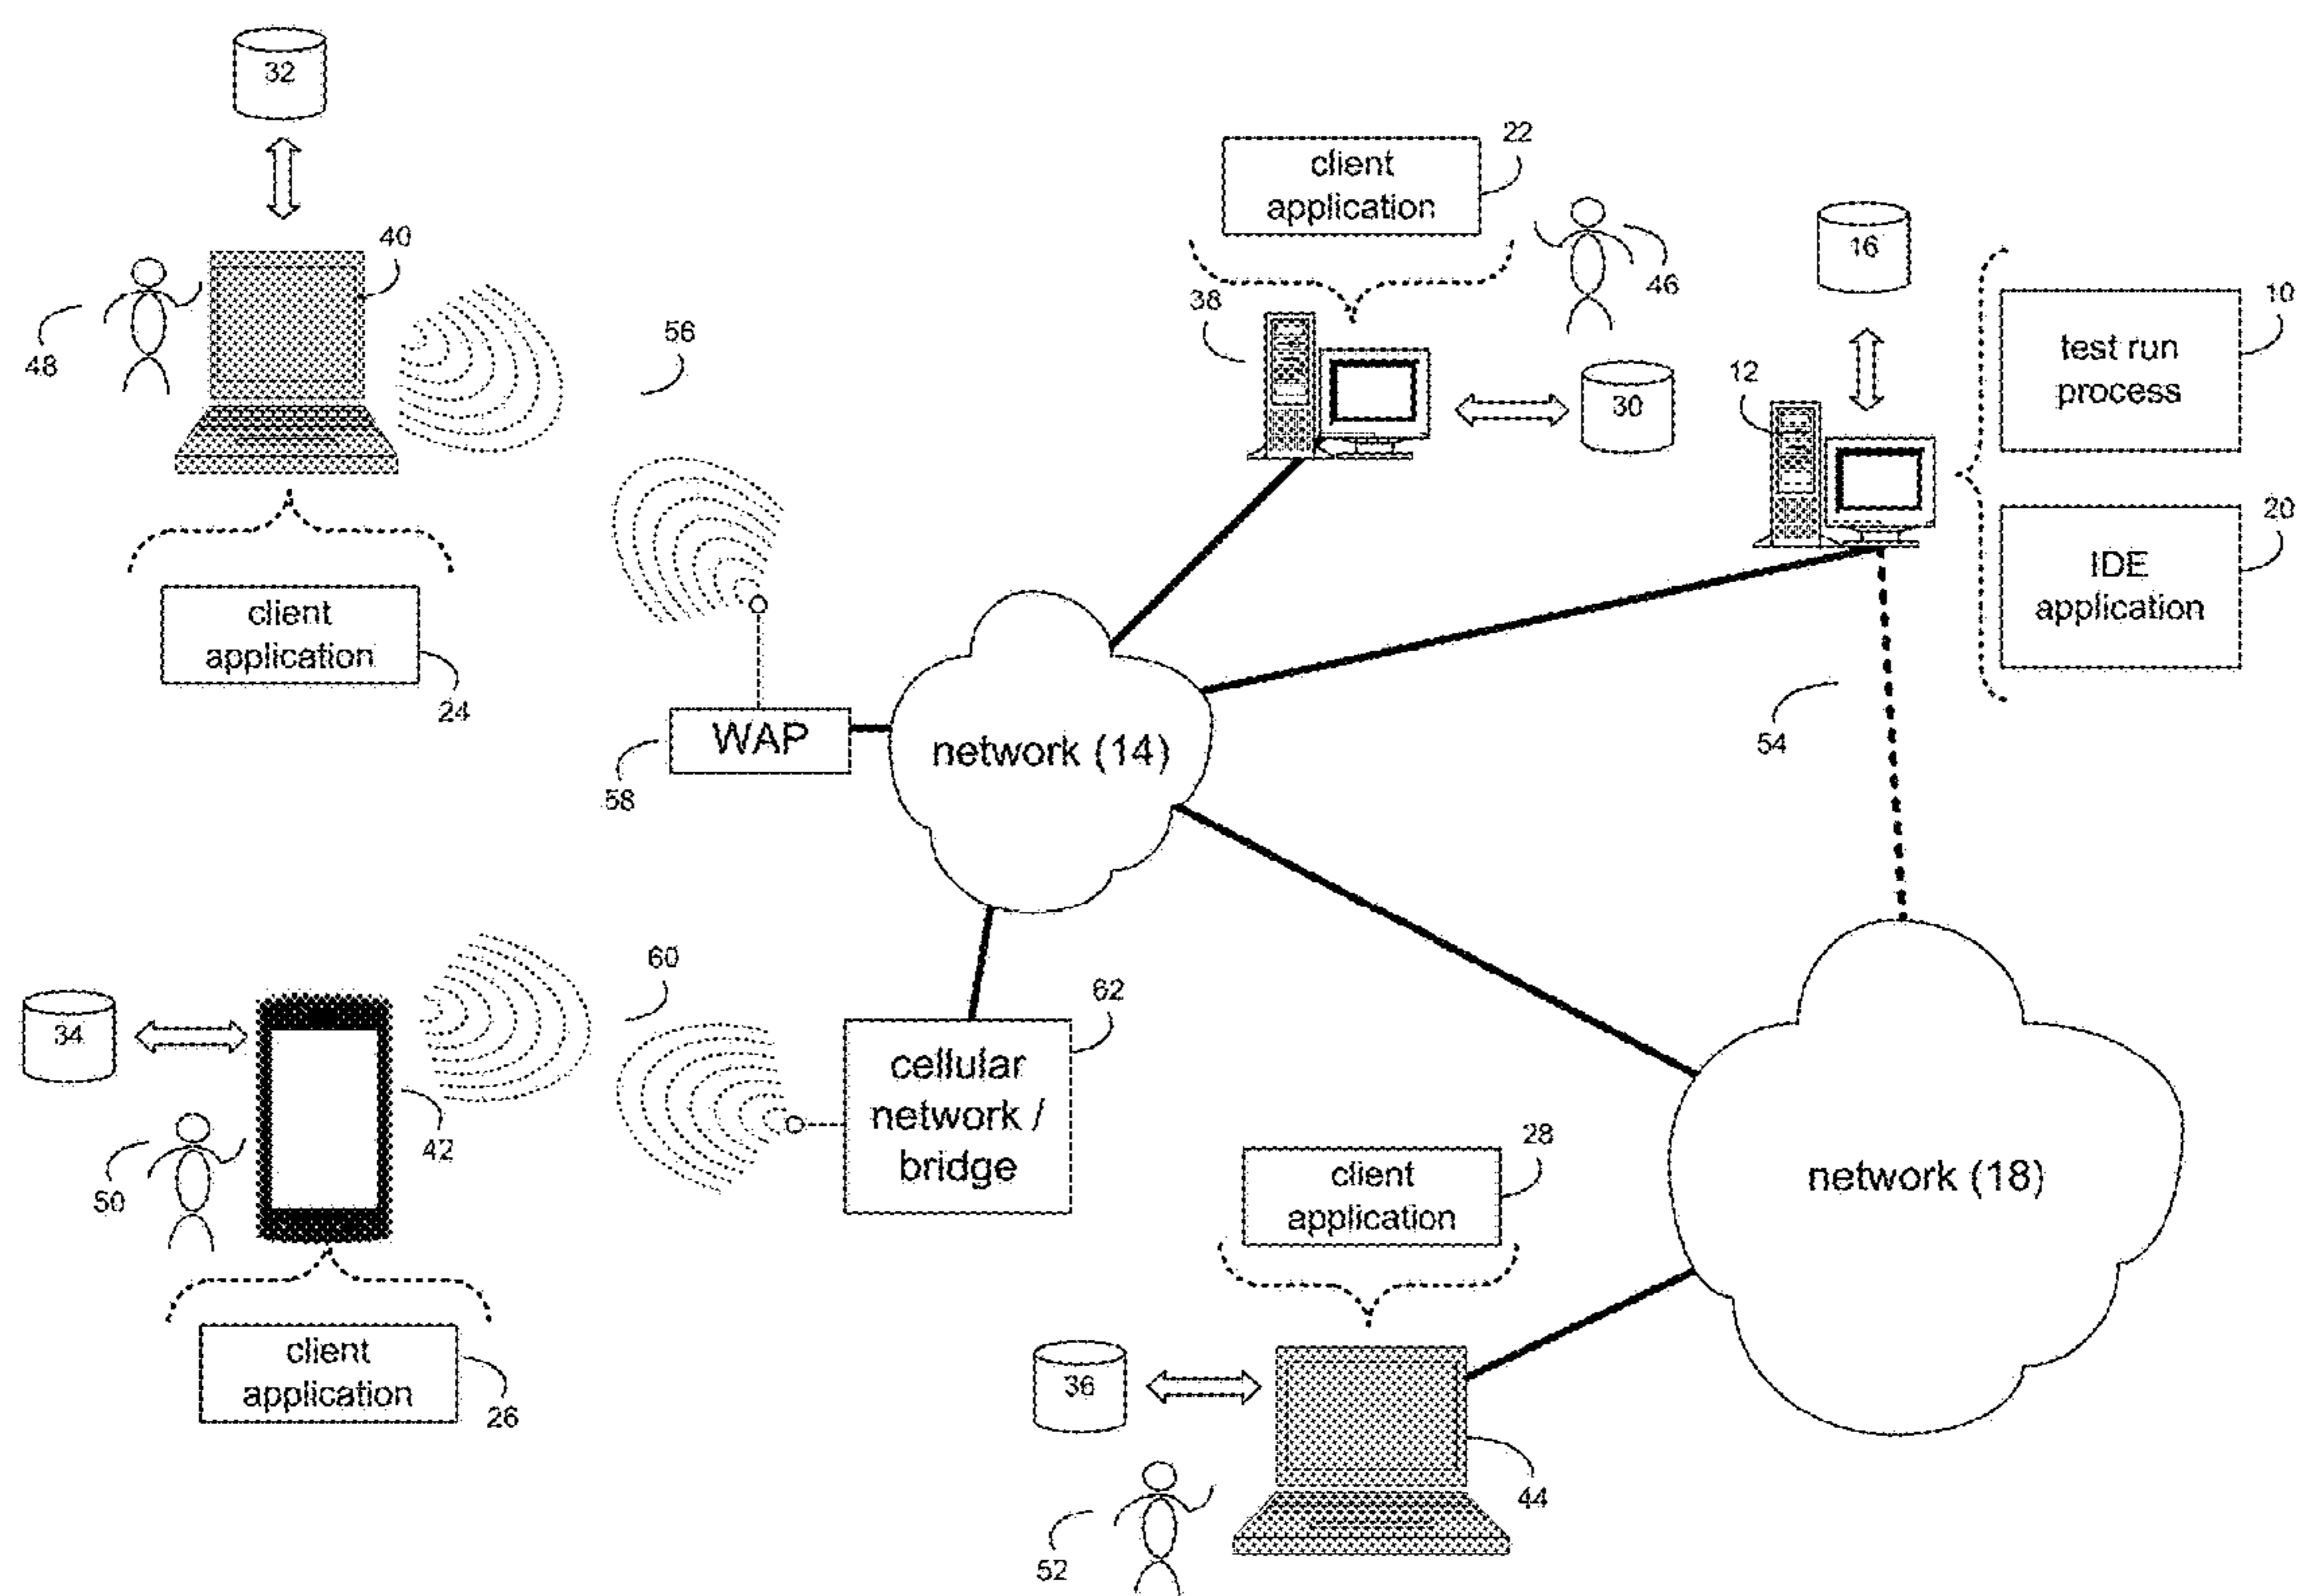 32
40
48
56
client
application
24
22
client
application
46
38
30
16
12
10
test run
process
20
IDE
application
54
WAP
58
network (14)
60
34
42
50
client
application
26
62
cellular
network /
bridge
28
client
application
36
44
52
network (18)